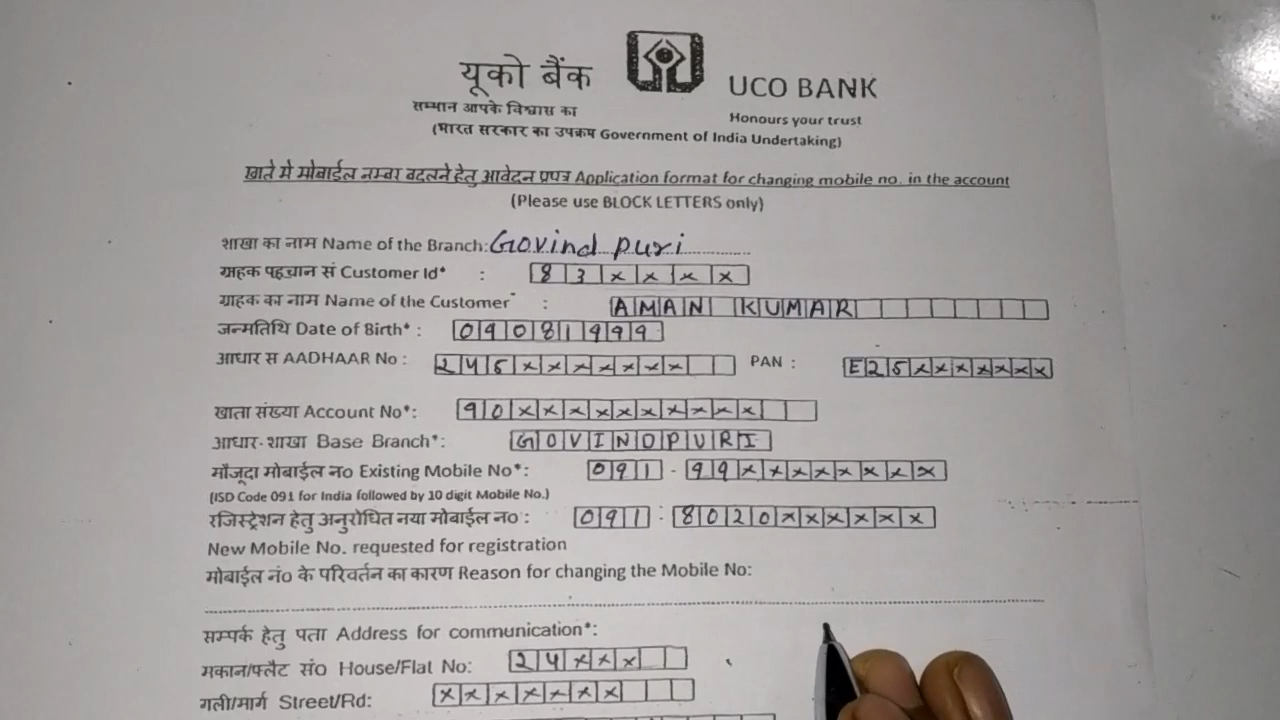 यूको बैंक UCO BANK
सम्मान आपके विश्वास का Honours your trust
(भारत सरकार का उपक्रम Government of India Undertaking)
खाते मे मोबाईल नम्बर बदलने हेतु आवेदन प्रपत्र Application format for changing mobile no. in the account
(Please use BLOCK LETTERS only)
शाखा का नाम Name of the Branch: Govind puri
ग्राहक पहचान सं Customer Id* : 83xxxx
ग्राहक का नाम Name of the Customer : AMAN KUMAR
जन्मतिथि Date of Birth* : 09081999
आधार स AADHAAR No : 245xxxxxxx PAN : E25xxxxxxx
खाता संख्या Account No*: 90xxxxxxxxxx
आधार-शाखा Base Branch*: GOVINDPURI
मौजूदा मोबाईल न० Existing Mobile No*: 091 - 99xxxxxxxx
(ISD Code 091 for India followed by 10 digit Mobile No.)
रजिस्ट्रेशन हेतु अनुरोधित नया मोबाईल न० : 091 - 8020xxxxxx
New Mobile No. requested for registration
मोबाईल नं० के परिवर्तन का कारण Reason for changing the Mobile No:
सम्पर्क हेतु पता Address for communication*:
मकान/फ्लैट सं० House/Flat No: 24xxx
गली/मार्ग Street/Rd: xxxxxxx